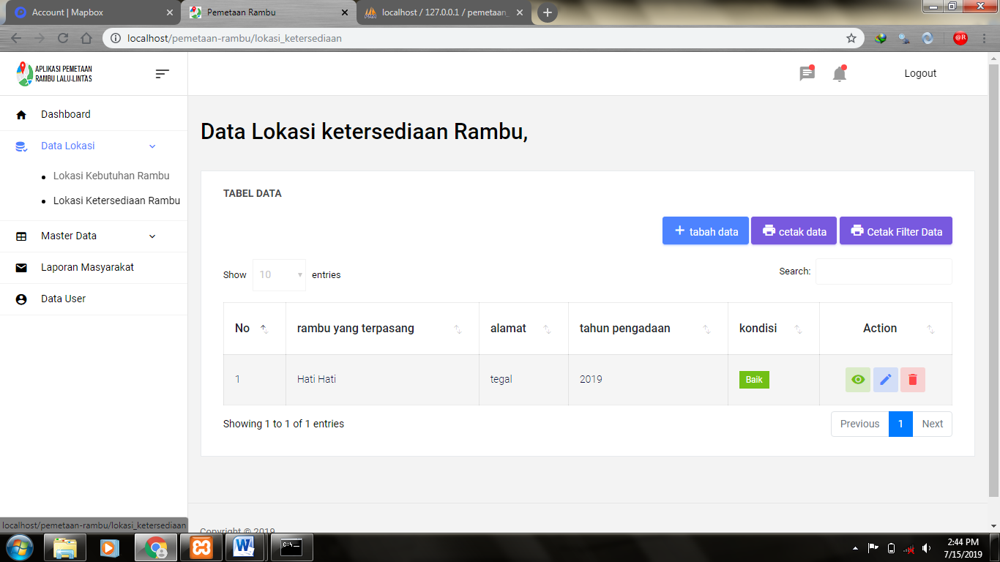 Account | Mapbox
Pemetaan Rambu
localhost / 127.0.0.1 / pemetaan_
localhost/pemetaan-rambu/lokasi_ketersediaan
@R
APLIKASI PEMETAAN
RAMBU LALU-LINTAS
Logout
Dashboard
Data Lokasi
Lokasi Kebutuhan Rambu
Lokasi Ketersediaan Rambu
Master Data
Laporan Masyarakat
Data User
Data Lokasi ketersediaan Rambu,
TABEL DATA
tabah data
cetak data
Cetak Filter Data
Show 10 entries
Search:
No rambu yang terpasang alamat tahun pengadaan kondisi Action
1 Hati Hati tegal 2019 Baik
Showing 1 to 1 of 1 entries
Previous 1 Next
Copyright © 2019
localhost/pemetaan-rambu/lokasi_ketersediaan
C:\_
2:44 PM
7/15/2019